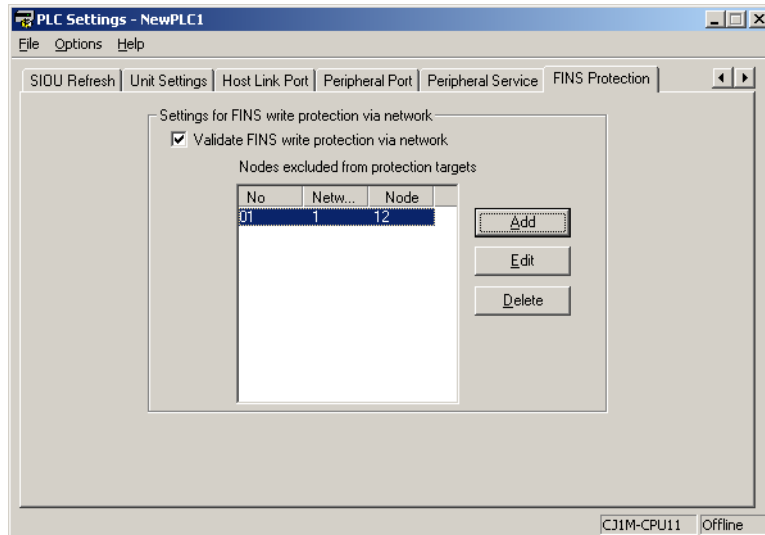 PLC Settings - NewPLC1
File Options Help
SIOU Refresh Unit Settings Host Link Port Peripheral Port Peripheral Service FINS Protection
Settings for FINS write protection via network
Validate FINS write protection via network
Nodes excluded from protection targets
No Netw... Node
01 1 12
Add
Edit
Delete
CJ1M-CPU11 Offline